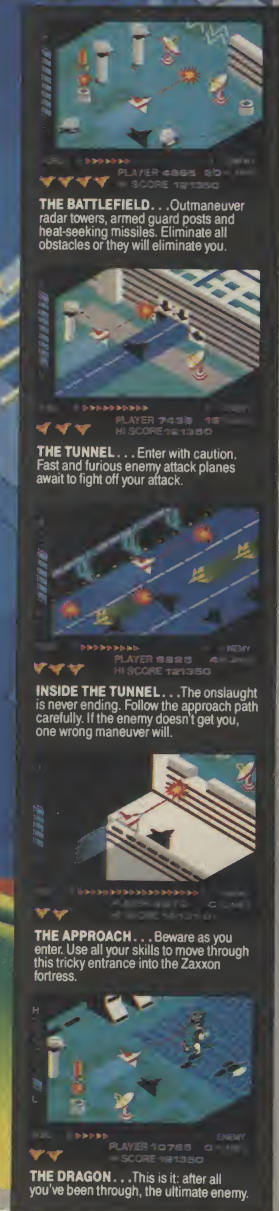 PLAYER 4865 20
HI SCORE 121350
THE BATTLEFIELD...Outmaneuver
radar towers, armed guard posts and
heat-seeking missiles. Eliminate all
obstacles or they will eliminate you.
PLAYER 7435
HI SCORE 121350
THE TUNNEL...Enter with caution.
Fast and furious enemy attack planes
await to fight off your attack.
ENEMY
PLAYER 9825
HI SCORE 121350
INSIDE THE TUNNEL...The onslaught
is never ending. Follow the approach path
carefully. If the enemy doesn't get you,
one wrong maneuver will.
THE APPROACH...Beware as you
enter. Use all your skills to move through
this tricky entrance into the Zaxxon
fortress.
H
L
ENEMY
PLAYER 10765
HI SCORE 121350
THE DRAGON...This is it: after all
you've been through, the ultimate enemy.